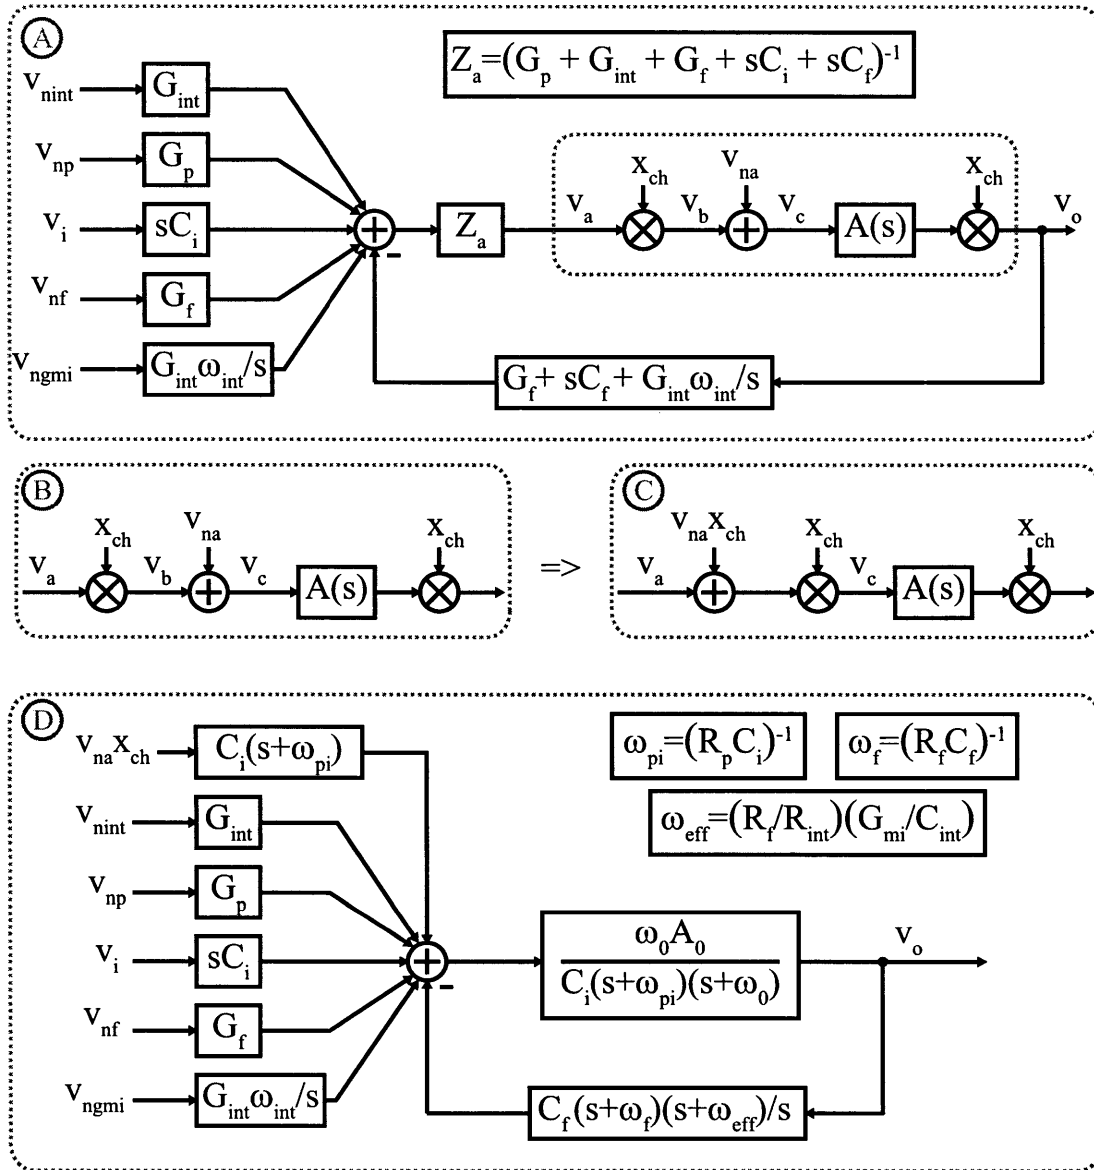 A
Z_a=(G_p + G_int + G_f + sC_i + sC_f)^-1
v_nint G_int
v_np G_p
x_ch v_na x_ch
v_i sC_i + - Z_a v_a v_b + v_c A(s) v_o
v_nf G_f
v_ngmi G_int ω_int/s
G_f + sC_f + G_int ω_int/s
B
x_ch v_na x_ch
v_a v_b + v_c A(s)
=>
C
v_na x_ch x_ch x_ch
v_a + v_c A(s)
D
v_na x_ch C_i(s+ω_pi)
ω_pi=(R_p C_i)^-1
ω_f=(R_f C_f)^-1
ω_eff=(R_f/R_int)(G_mi/C_int)
v_nint G_int
v_np G_p
v_i sC_i + -
ω_0 A_0
C_i(s+ω_pi)(s+ω_0)
v_o
v_nf G_f
v_ngmi G_int ω_int/s
C_f(s+ω_f)(s+ω_eff)/s